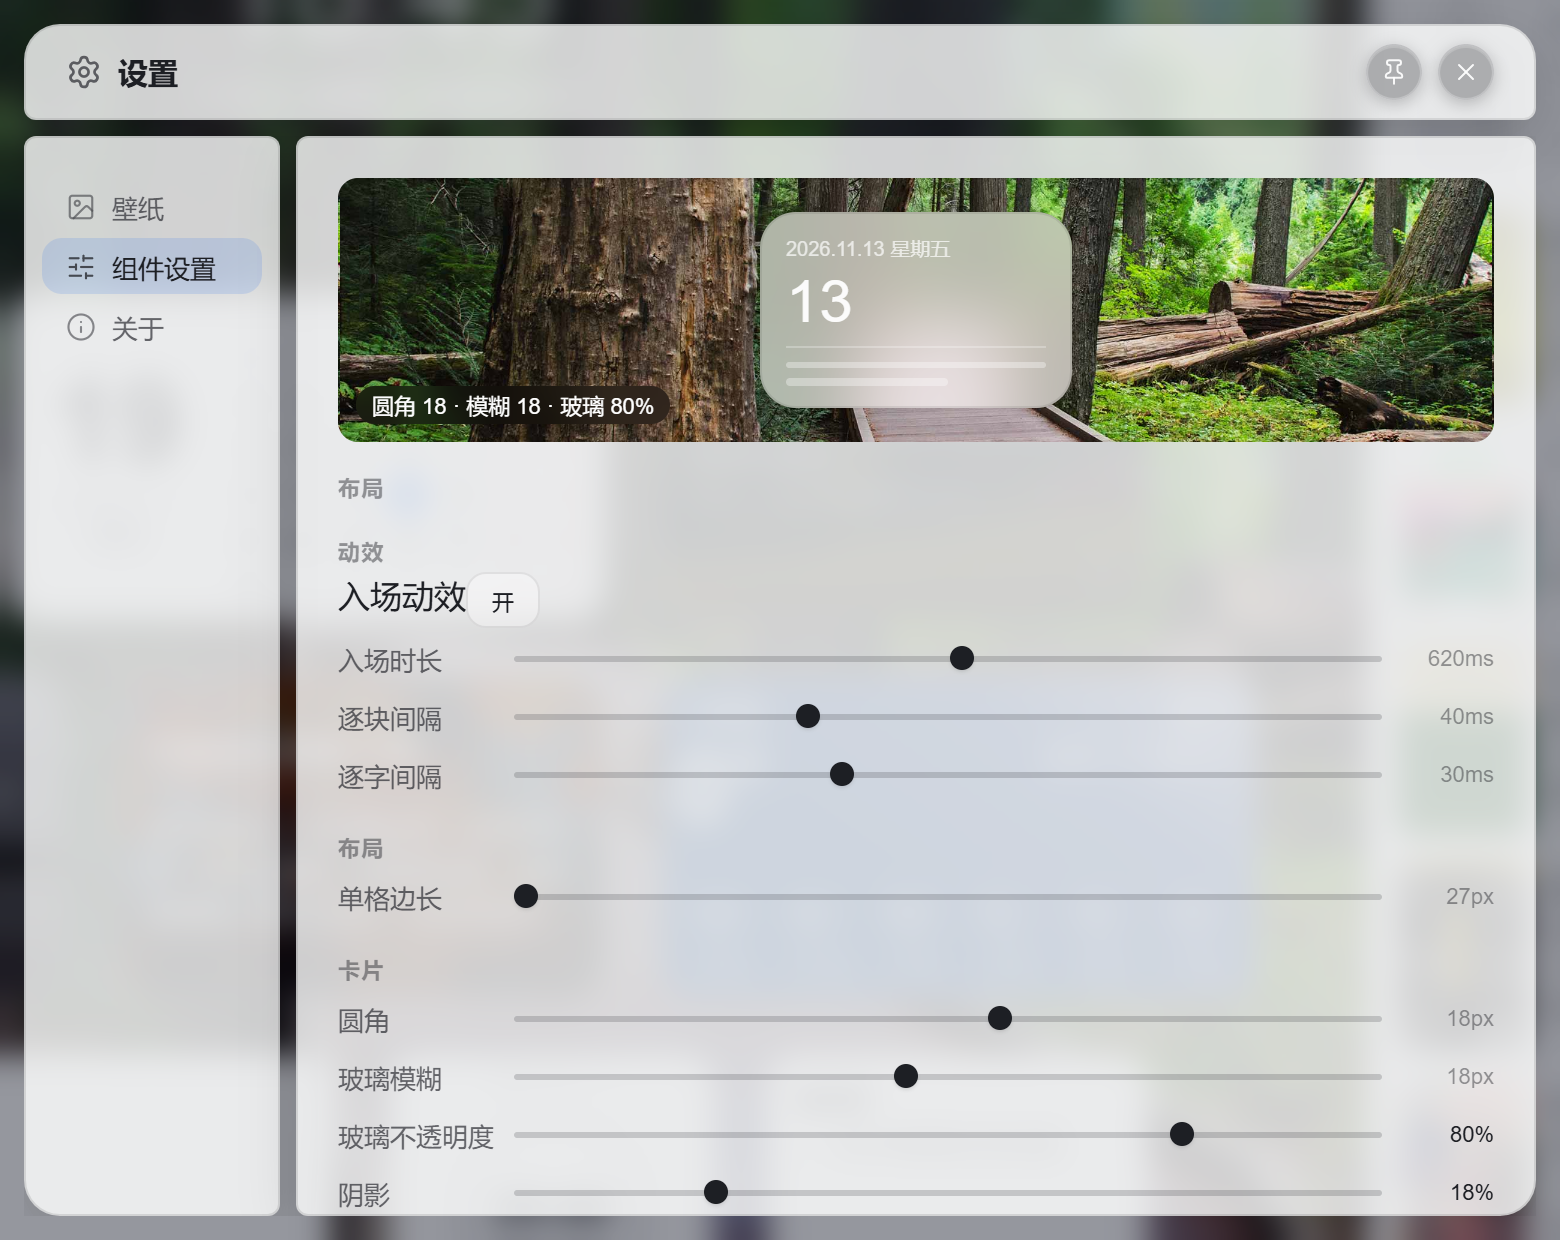 设置
壁纸
组件设置
关于
2026.11.13 星期五
13
圆角 18 · 模糊 18 · 玻璃 80%
布局
动效
入场动效 开
入场时长 620ms
逐块间隔 40ms
逐字间隔 30ms
布局
单格边长 27px
卡片
圆角 18px
玻璃模糊 18px
玻璃不透明度 80%
阴影 18%